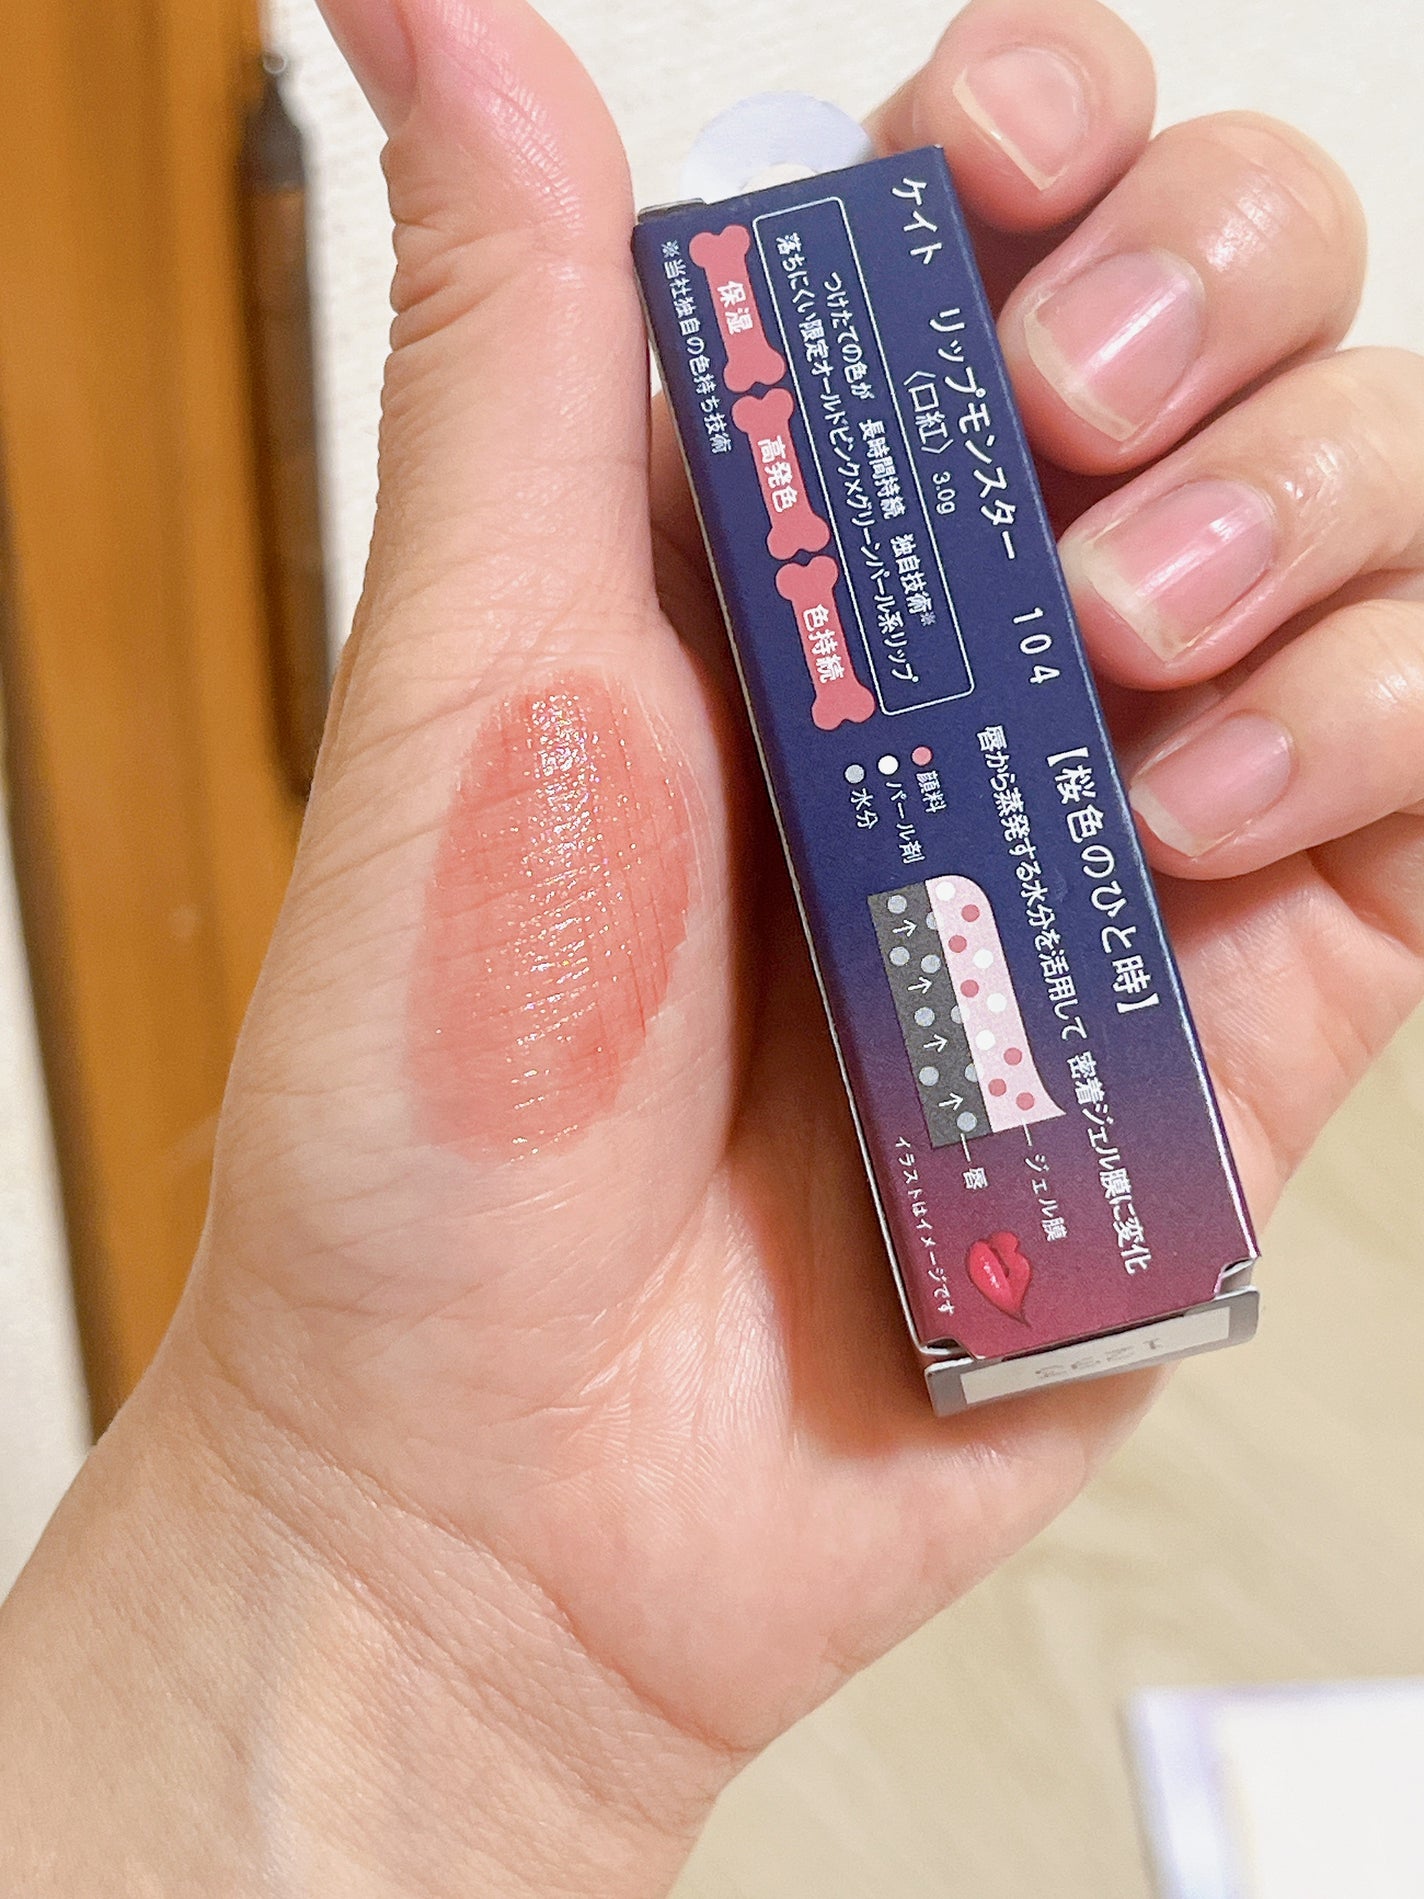 ケイト リップモンスター 104 【桜色のひと時】
〈口紅〉 3.0g
唇から蒸発する水分を活用して 密着ジェル膜に変化
つけたての色が 長時間持続 独自技術※
落ちにくい限定オールドピンク×グリーンパール系リップ
保湿
高発色
色持続
※当社独自の色持ち技術
顔料
パール剤
水分
ジェル膜
唇
イラストはイメージです